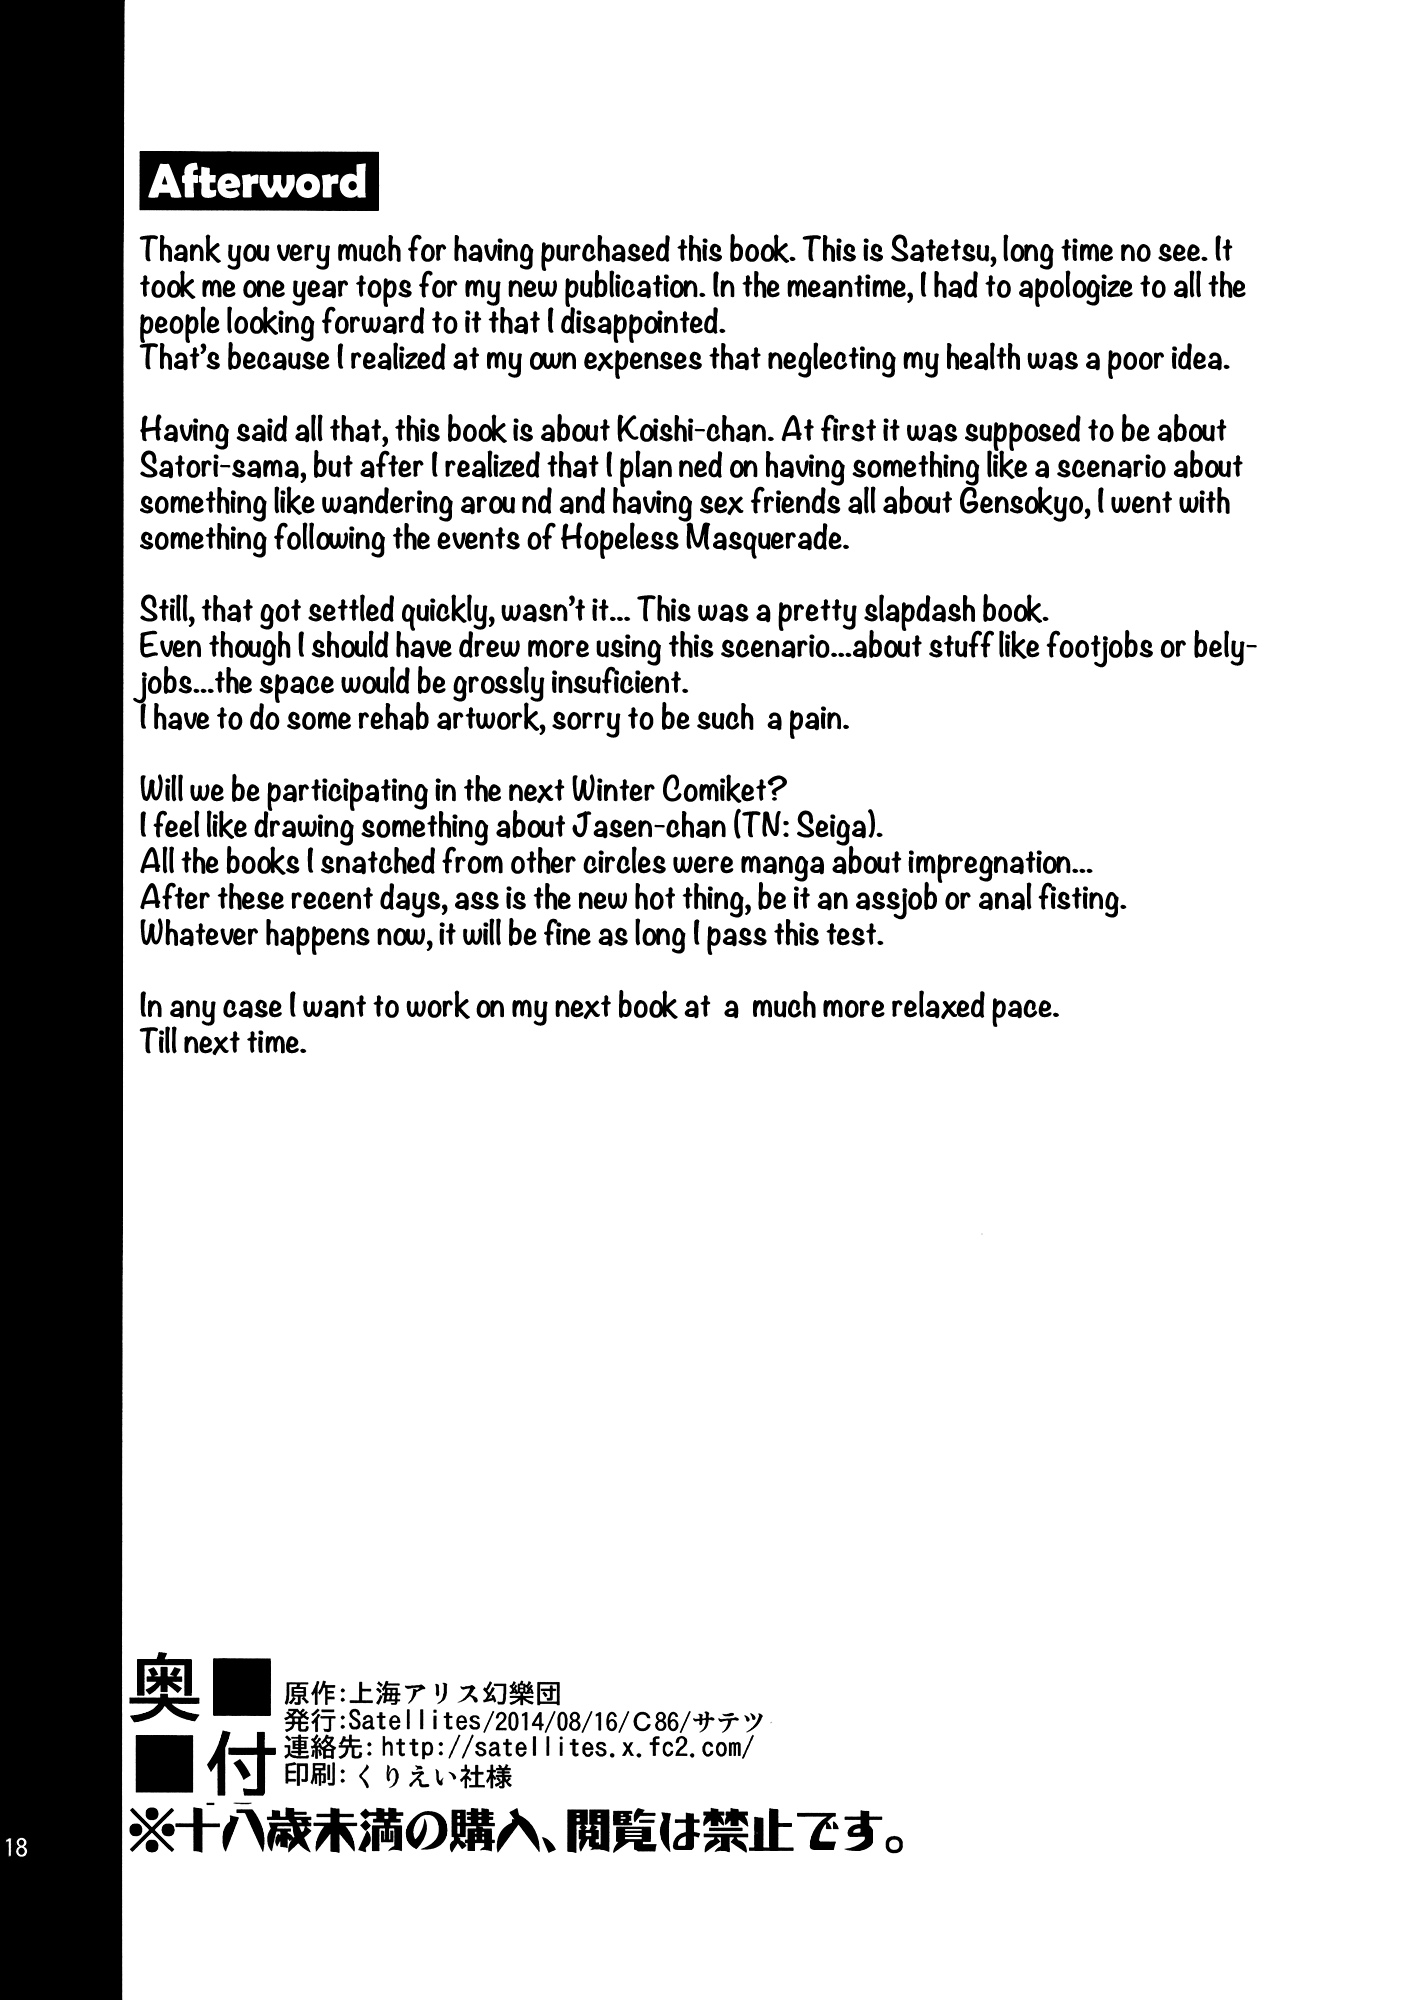 Afterword
Thank you very much for having purchased this book. This is Satetsu, long time no see. It
took me one year tops for my new publication. In the meantime, I had to apologize to all the
people looking forward to it that I disappointed.
That's because I realized at my own expenses that neglecting my health was a poor idea.
Having said all that, this book is about Koishi-chan. At first it was supposed to be about
Satori-sama, but after I realized that I plan ned on having something like a scenario about
something like wandering arou nd and having sex friends all about Gensokyo, I went with
something following the events of Hopeless Masquerade.
Still, that got settled quickly, wasn't it... This was a pretty slapdash book.
Even though I should have drew more using this scenario...about stuff like footjobs or bely-
jobs...the space would be grossly insuficient.
I have to do some rehab artwork, sorry to be such a pain.
Will we be participating in the next Winter Comiket?
I feel like drawing something about Jasen-chan (TN: Seiga).
All the books I snatched from other circles were manga about impregnation...
After these recent days, ass is the new hot thing, be it an assjob or anal fisting.
Whatever happens now, it will be fine as long I pass this test.
In any case I want to work on my next book at a much more relaxed pace.
Till next time.
奥■
■付
原作:上海アリス幻樂団
発行:Satellites/2014/08/16/C86/サテツ
連絡先: http://satellites.x.fc2.com/
印刷: くりえい社様
※十八歳未満の購入、閲覧は禁止です。
18